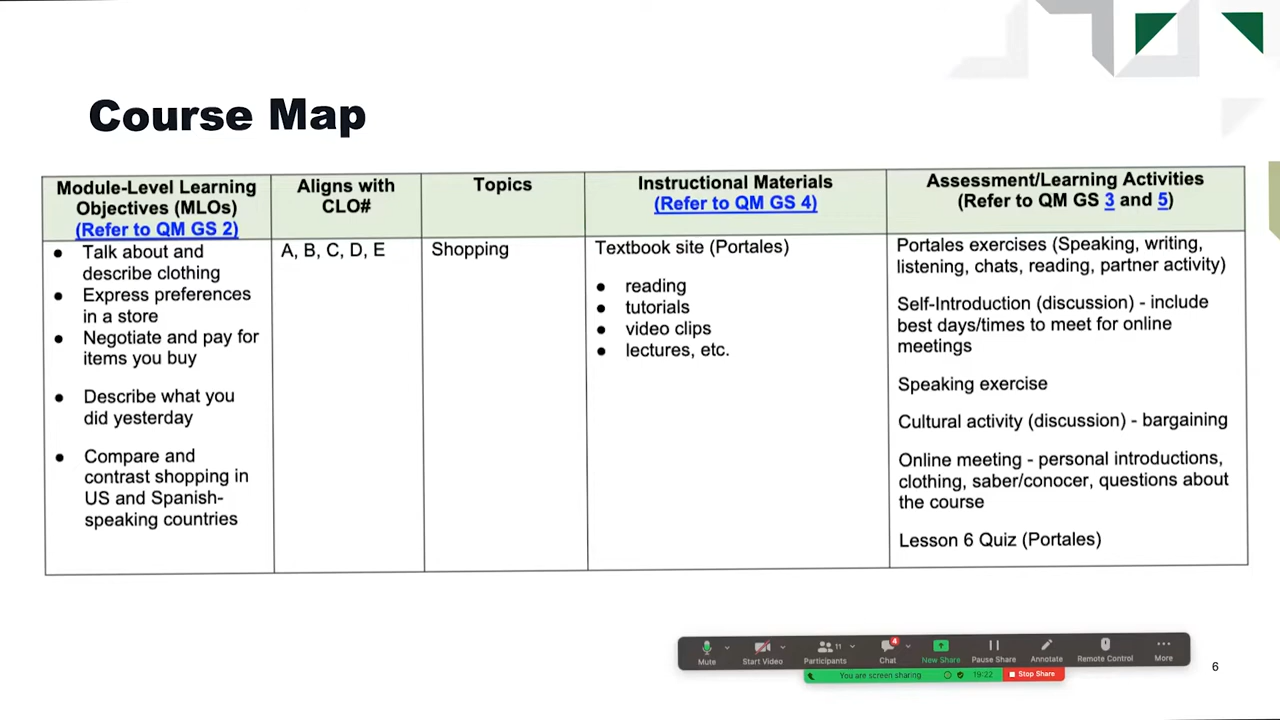 Course Map
Module-Level Learning
Objectives (MLOs)
(Refer to QM GS 2)
Aligns with
CLO#
Topics
Instructional Materials
(Refer to QM GS 4)
Assessment/Learning Activities
(Refer to QM GS 3 and 5)
● Talk about and
describe clothing
● Express preferences
in a store
● Negotiate and pay for
items you buy
● Describe what you
did yesterday
● Compare and
contrast shopping in
US and Spanish-
speaking countries
A, B, C, D, E
Shopping
Textbook site (Portales)
● reading
● tutorials
● video clips
● lectures, etc.
Portales exercises (Speaking, writing,
listening, chats, reading, partner activity)
Self-Introduction (discussion) - include
best days/times to meet for online
meetings
Speaking exercise
Cultural activity (discussion) - bargaining
Online meeting - personal introductions,
clothing, saber/conocer, questions about
the course
Lesson 6 Quiz (Portales)
Mute
Start Video
11
Participants
4
Chat
New Share
Pause Share
Annotate
Remote Control
More
You are screen sharing
19:22
Stop Share
6